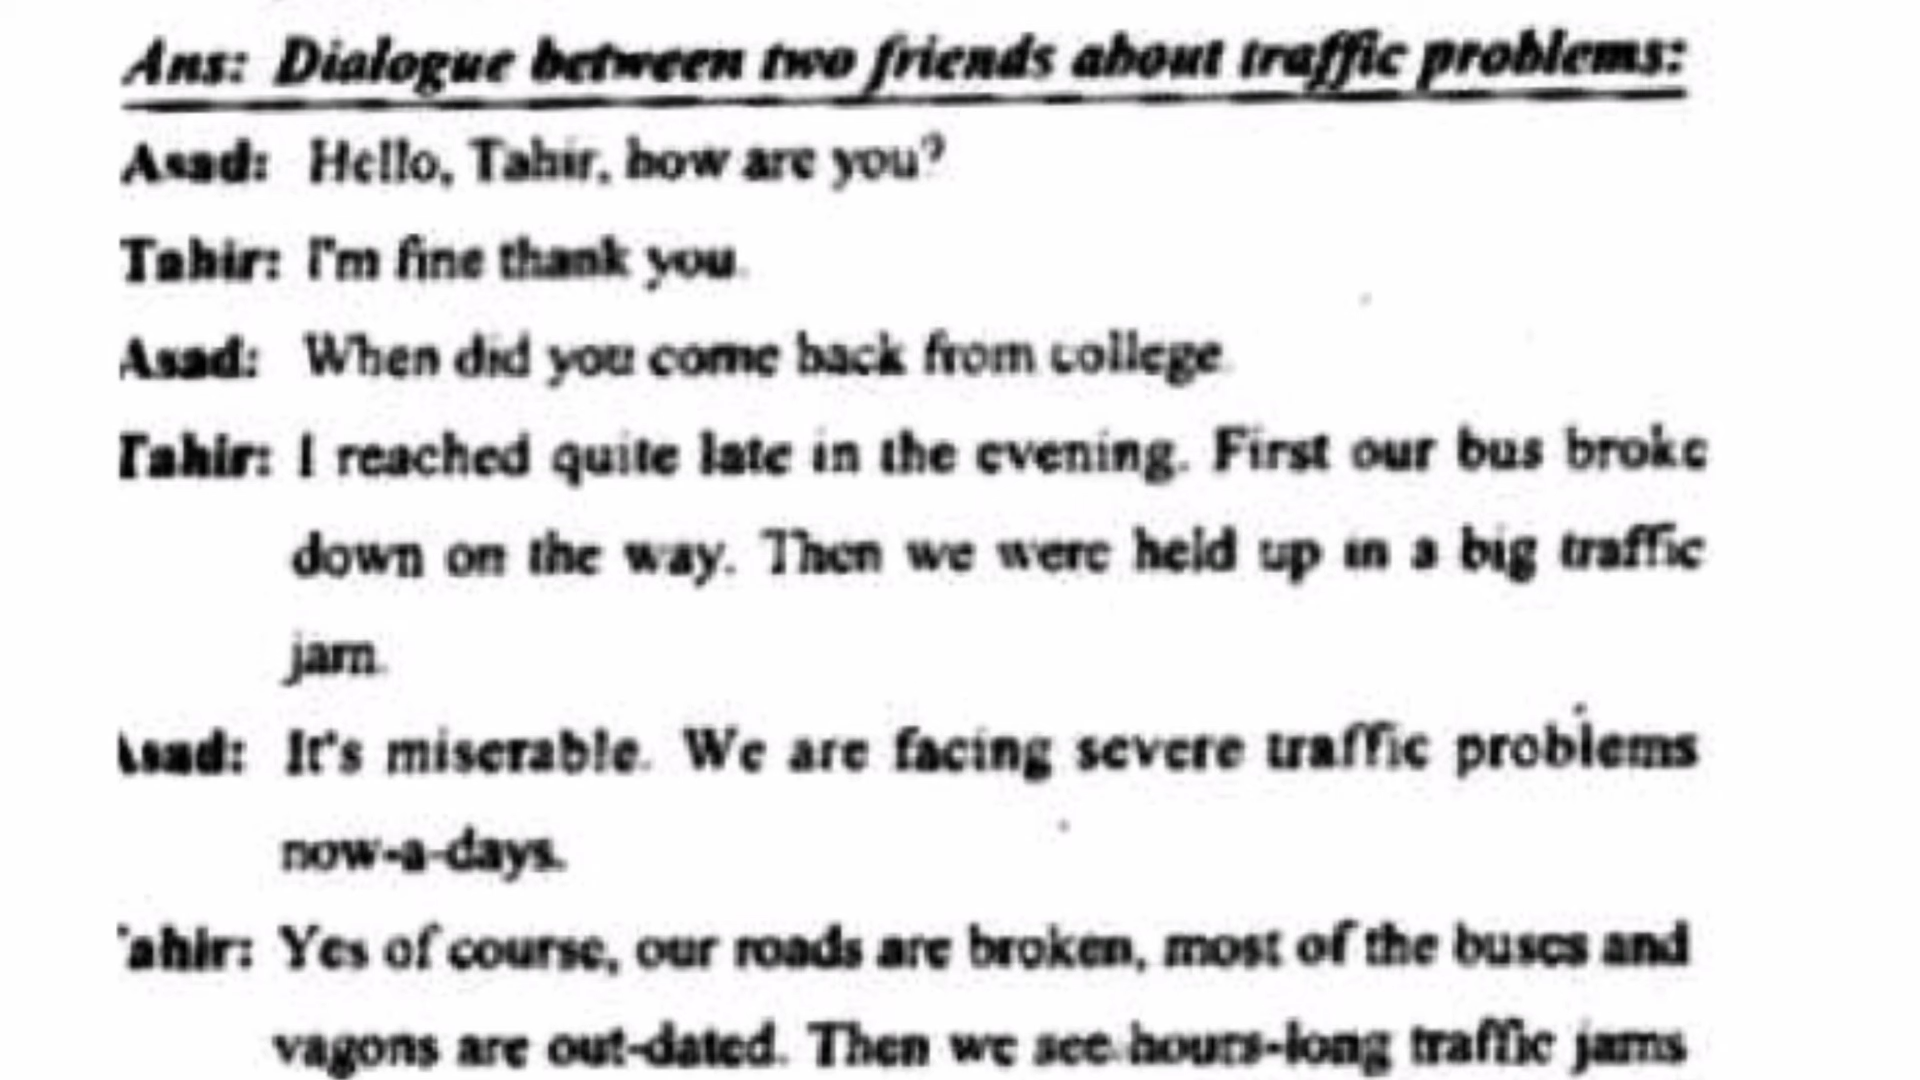 Ans: Dialogue between two friends about traffic problems:
Asad: Hello, Tahir, how are you?
Tahir: I'm fine thank you.
Asad: When did you come back from college.
Tahir: I reached quite late in the evening. First our bus broke
down on the way. Then we were held up in a big traffic
jam.
Asad: It's miserable. We are facing severe traffic problems
now-a-days.
Tahir: Yes of course, our roads are broken, most of the buses and
vagons are out-dated. Then we see hours-long traffic jams